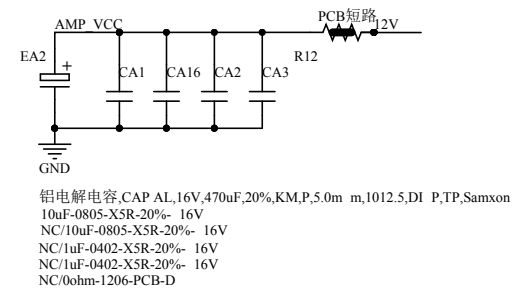 PCB短路
AMP_VCC 12V
EA2 R12
CA1 CA16 CA2 CA3
GND
铝电解电容,CAP AL,16V,470uF,20%,KM,P,5.0m m,1012.5,DI P,TP,Samxon
10uF-0805-X5R-20%- 16V
NC/10uF-0805-X5R-20%- 16V
NC/1uF-0402-X5R-20%- 16V
NC/1uF-0402-X5R-20%- 16V
NC/0ohm-1206-PCB-D